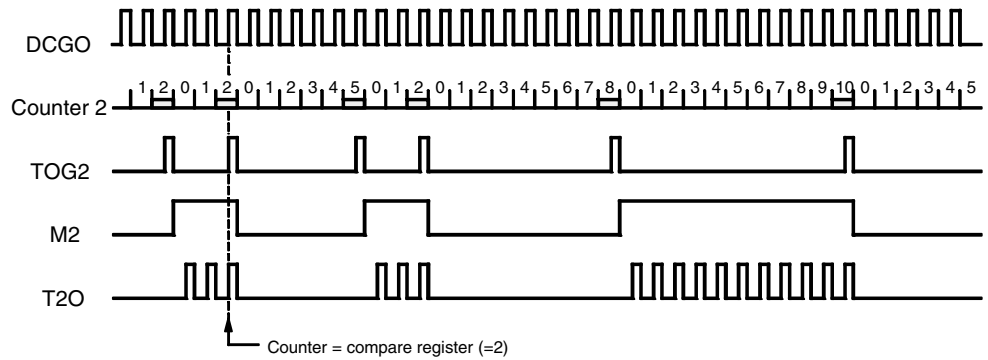 DCGO
Counter 2 1 2 0 1 2 0 1 2 3 4 5 0 1 2 0 1 2 3 4 5 6 7 8 0 1 2 3 4 5 6 7 8 9 10 0 1 2 3 4 5
TOG2
M2
T2O
Counter = compare register (=2)